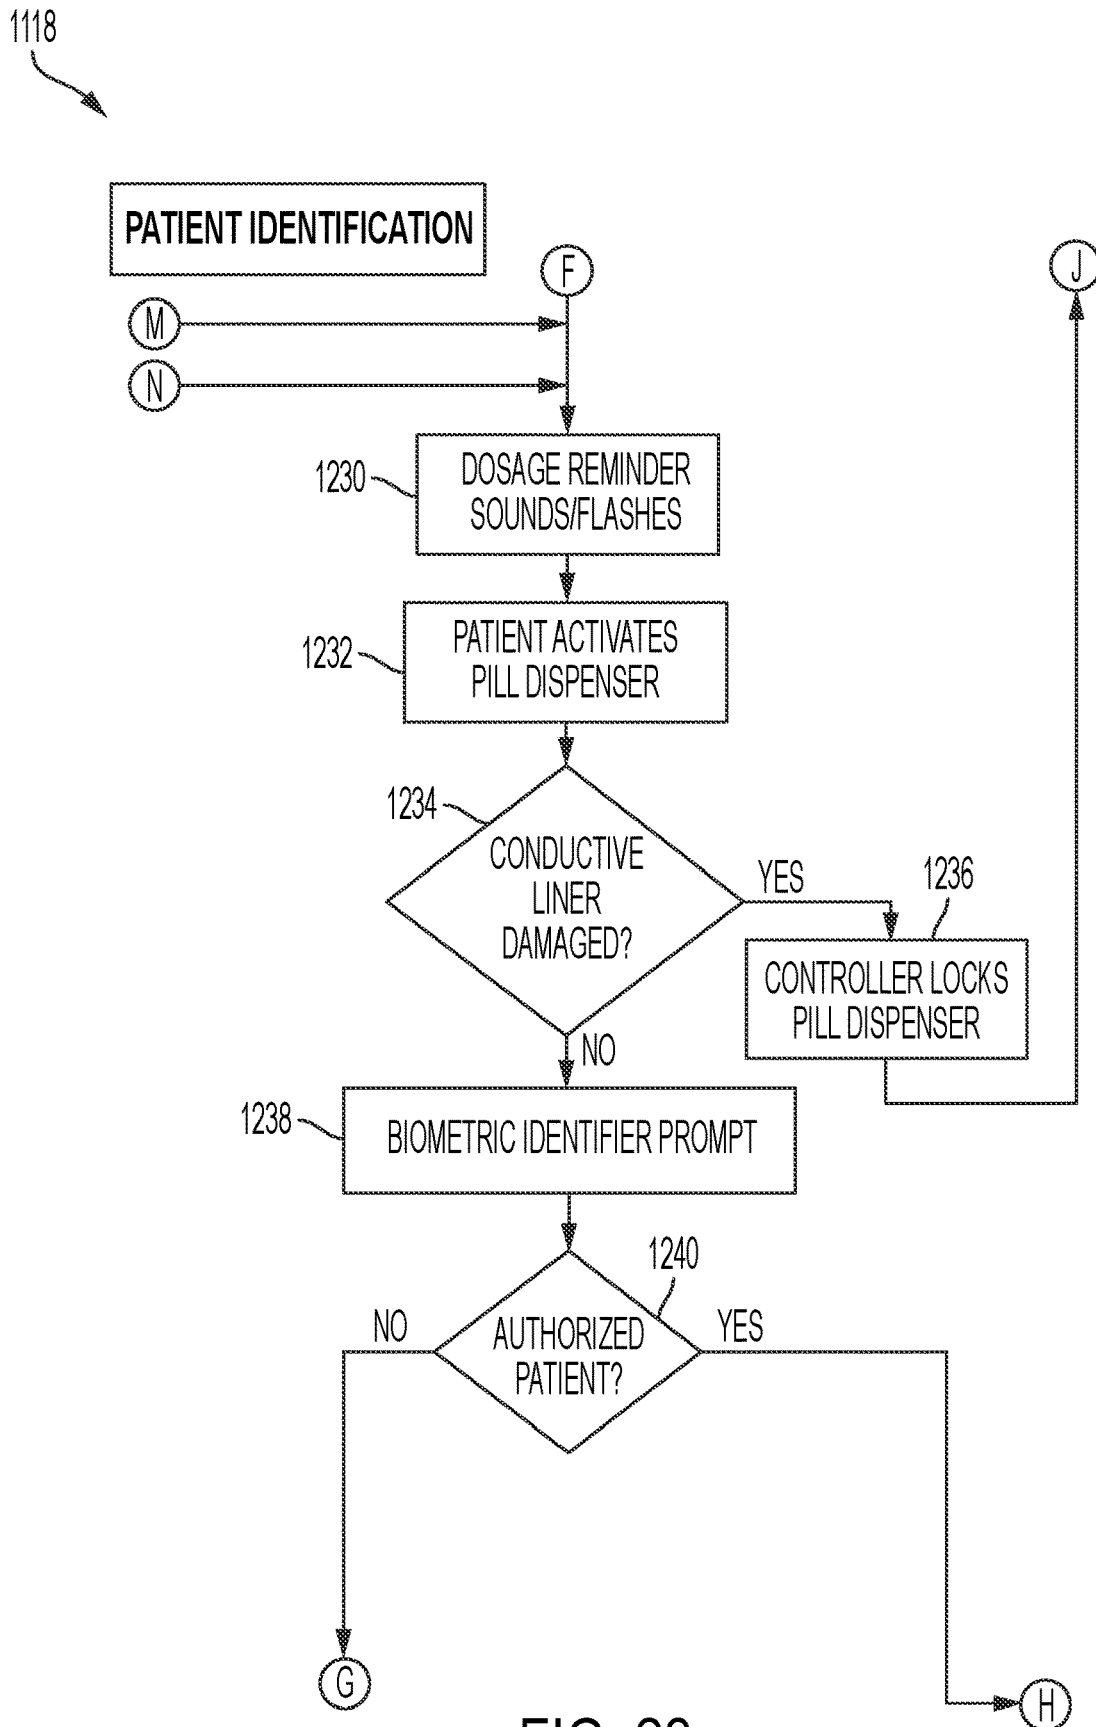 1118
PATIENT IDENTIFICATION
F
J
M
N
1230
DOSAGE REMINDER
SOUNDS/FLASHES
1232
PATIENT ACTIVATES
PILL DISPENSER
1234
CONDUCTIVE
LINER
DAMAGED?
YES
1236
CONTROLLER LOCKS
PILL DISPENSER
NO
1238
BIOMETRIC IDENTIFIER PROMPT
1240
NO
AUTHORIZED
PATIENT?
YES
G
H
FIG.